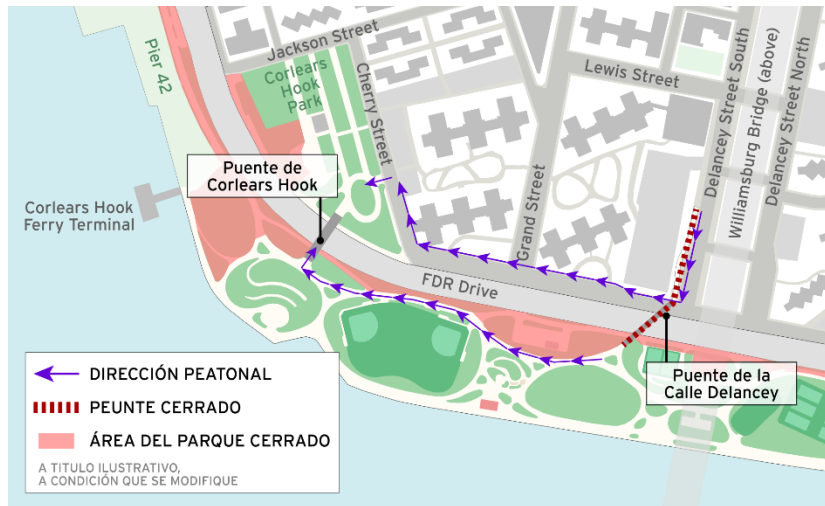 Pier 42
Jackson Street
Corlears
Hook
Park
Cherry Street
Lewis Street
Delancey Street South
Williamsburg Bridge (above)
Delancey Street North
Puente de
Corlears Hook
Grand Street
Corlears Hook
Ferry Terminal
FDR Drive
Puente de la
Calle Delancey
DIRECCIÓN PEATONAL
PEUNTE CERRADO
ÁREA DEL PARQUE CERRADO
A TITULO ILUSTRATIVO,
A CONDICIÓN QUE SE MODIFIQUE